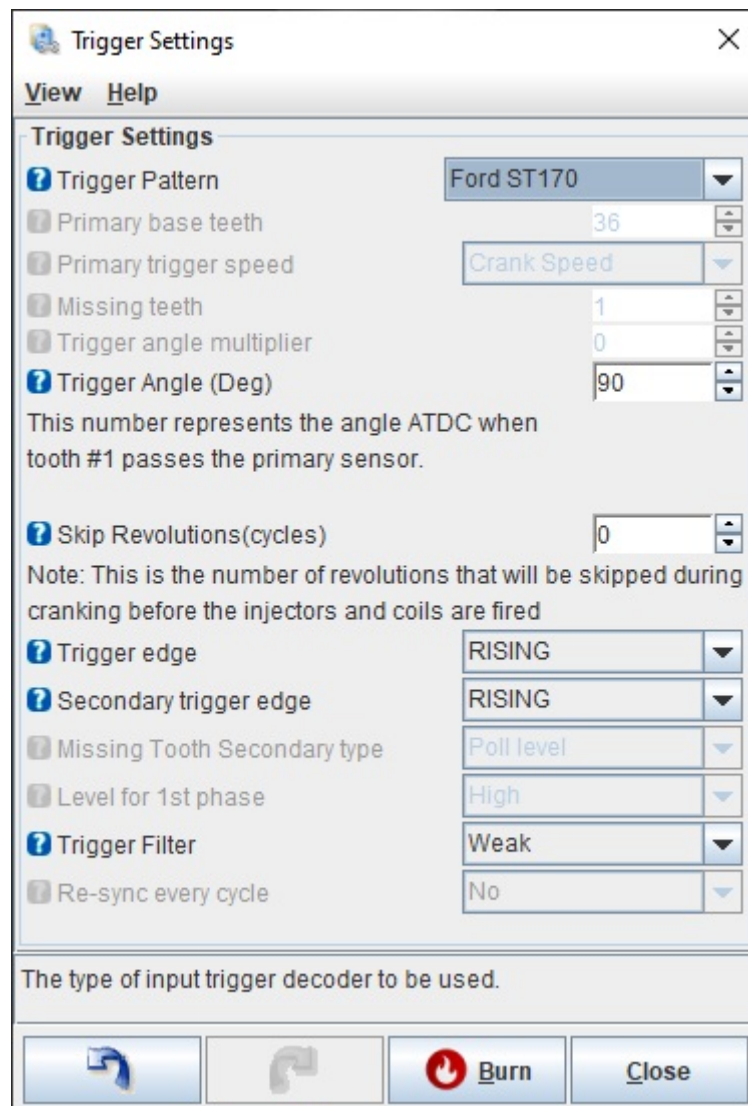 Trigger Settings
View Help
Trigger Settings
Trigger Pattern Ford ST170
Primary base teeth 36
Primary trigger speed Crank Speed
Missing teeth 1
Trigger angle multiplier 0
Trigger Angle (Deg) 90
This number represents the angle ATDC when
tooth #1 passes the primary sensor.
Skip Revolutions(cycles) 0
Note: This is the number of revolutions that will be skipped during
cranking before the injectors and coils are fired
Trigger edge RISING
Secondary trigger edge RISING
Missing Tooth Secondary type Poll level
Level for 1st phase High
Trigger Filter Weak
Re-sync every cycle No
The type of input trigger decoder to be used.
Burn Close